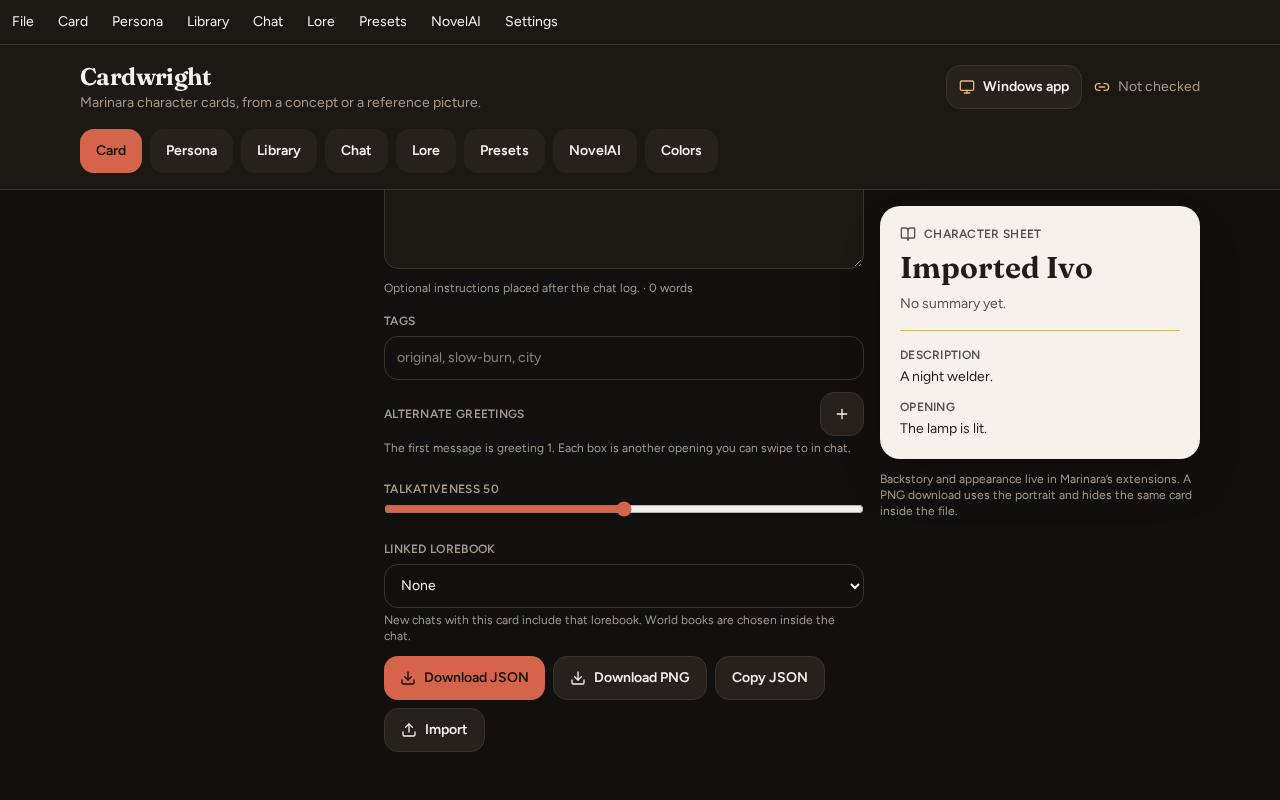 File Card Persona Library Chat Lore Presets NovelAI Settings
Cardwright
Marinara character cards, from a concept or a reference picture.
Windows app
Not checked
Card Persona Library Chat Lore Presets NovelAI Colors
Optional instructions placed after the chat log. · 0 words
TAGS
original, slow-burn, city
ALTERNATE GREETINGS
The first message is greeting 1. Each box is another opening you can swipe to in chat.
TALKATIVENESS 50
LINKED LOREBOOK
None
New chats with this card include that lorebook. World books are chosen inside the
chat.
Download JSON Download PNG Copy JSON
Import
CHARACTER SHEET
Imported Ivo
No summary yet.
DESCRIPTION
A night welder.
OPENING
The lamp is lit.
Backstory and appearance live in Marinara’s extensions. A
PNG download uses the portrait and hides the same card
inside the file.